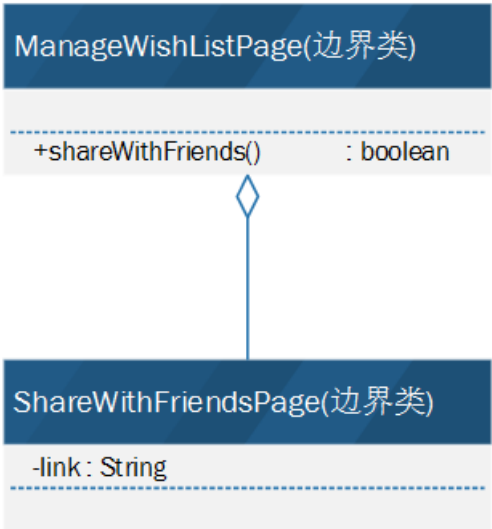 ManageWishListPage(边界类)
+shareWithFriends() : boolean
ShareWithFriendsPage(边界类)
-link : String